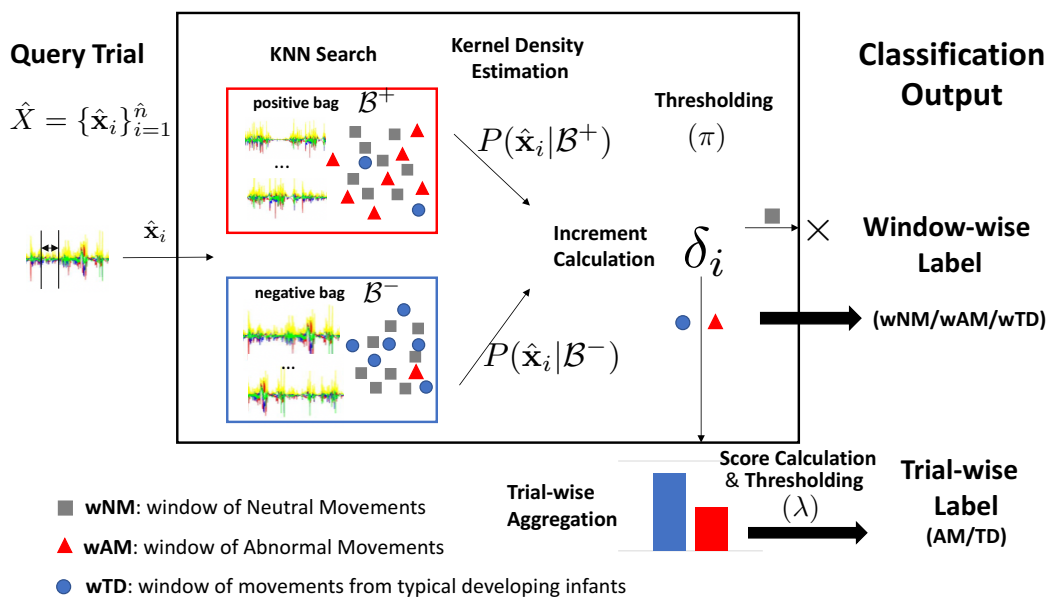 Query Trial
X̂ = {x̂ᵢ}ⁿ̂ᵢ₌₁
x̂ᵢ
KNN Search
positive bag B⁺
...
negative bag B⁻
...
Kernel Density
Estimation
P(x̂ᵢ|B⁺)
Increment
Calculation
P(x̂ᵢ|B⁻)
Thresholding
(π)
δᵢ
×
Classification
Output
Window-wise
Label
(wNM/wAM/wTD)
Trial-wise
Aggregation
Score Calculation
& Thresholding
(λ)
Trial-wise
Label
(AM/TD)
wNM: window of Neutral Movements
wAM: window of Abnormal Movements
wTD: window of movements from typical developing infants